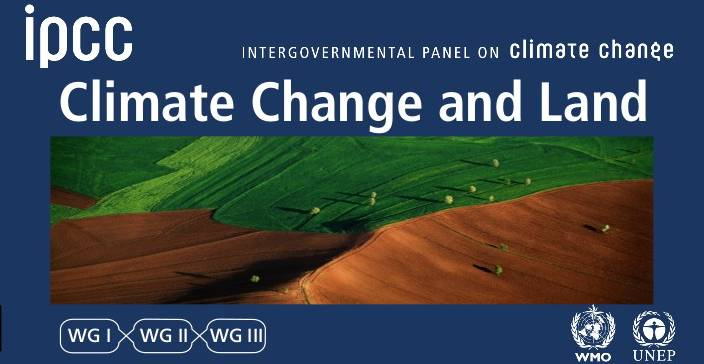 ipcc
INTERGOVERNMENTAL PANEL ON climate change
Climate Change and Land
WG I WG II WG III
WMO UNEP